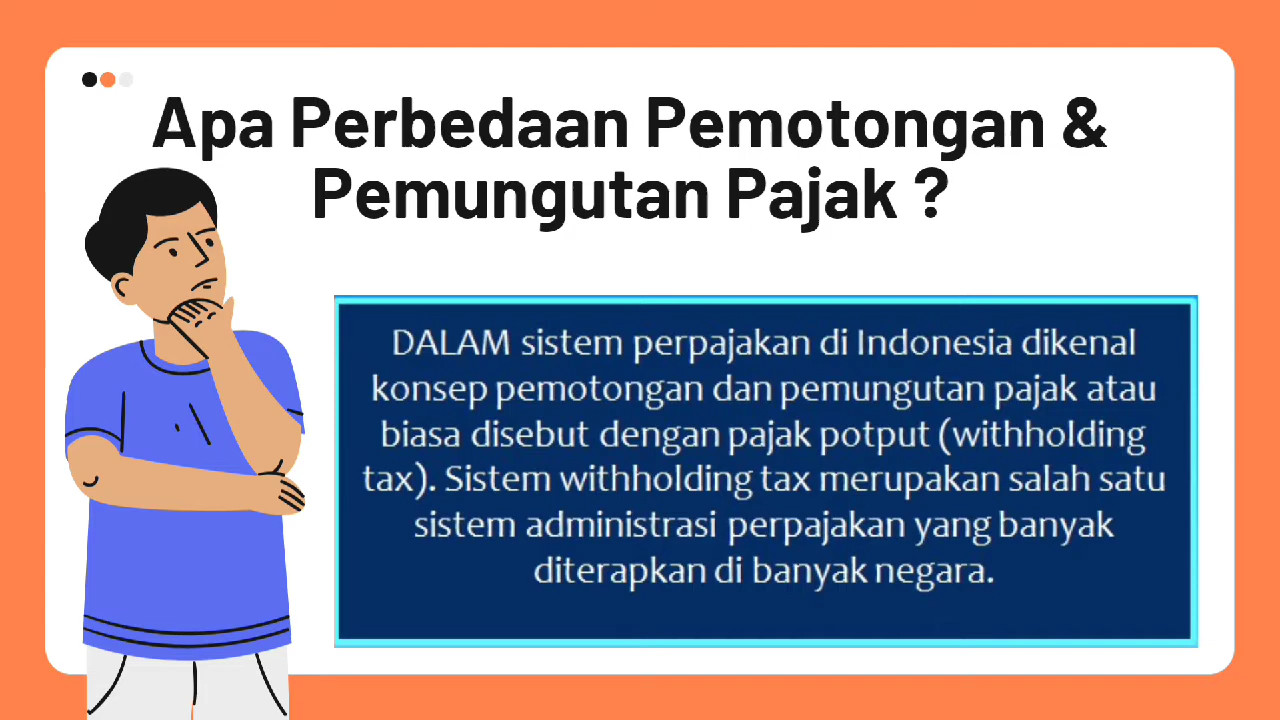 Apa Perbedaan Pemotongan &
Pemungutan Pajak ?
DALAM sistem perpajakan di Indonesia dikenal
konsep pemotongan dan pemungutan pajak atau
biasa disebut dengan pajak potput (withholding
tax). Sistem withholding tax merupakan salah satu
sistem administrasi perpajakan yang banyak
diterapkan di banyak negara.